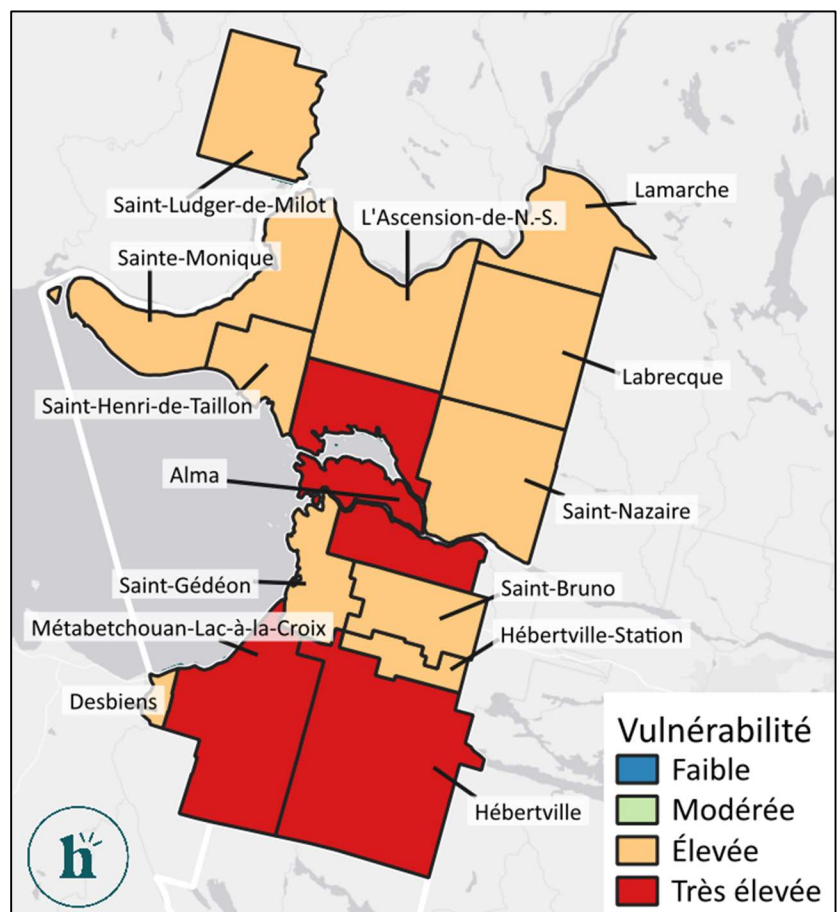 Saint-Ludger-de-Milot
Lamarche
L'Ascension-de-N.-S.
Sainte-Monique
Labrecque
Saint-Henri-de-Taillon
Alma
Saint-Nazaire
Saint-Gédéon
Saint-Bruno
Métabetchouan-Lac-à-la-Croix
Hébertville-Station
Desbiens
Hébertville
Vulnérabilité
Faible
Modérée
Élevée
Très élevée
h